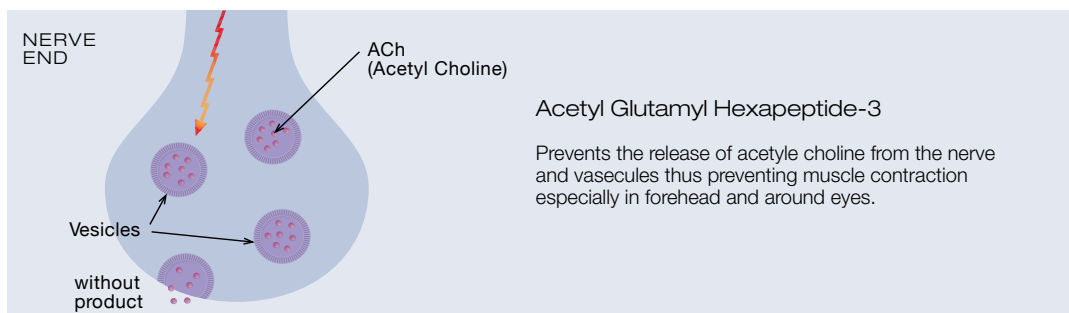 NERVE
END
ACh
(Acetyl Choline)
Acetyl Glutamyl Hexapeptide-3
Prevents the release of acetyle choline from the nerve
and vasecules thus preventing muscle contraction
especially in forehead and around eyes.
Vesicles
without
product